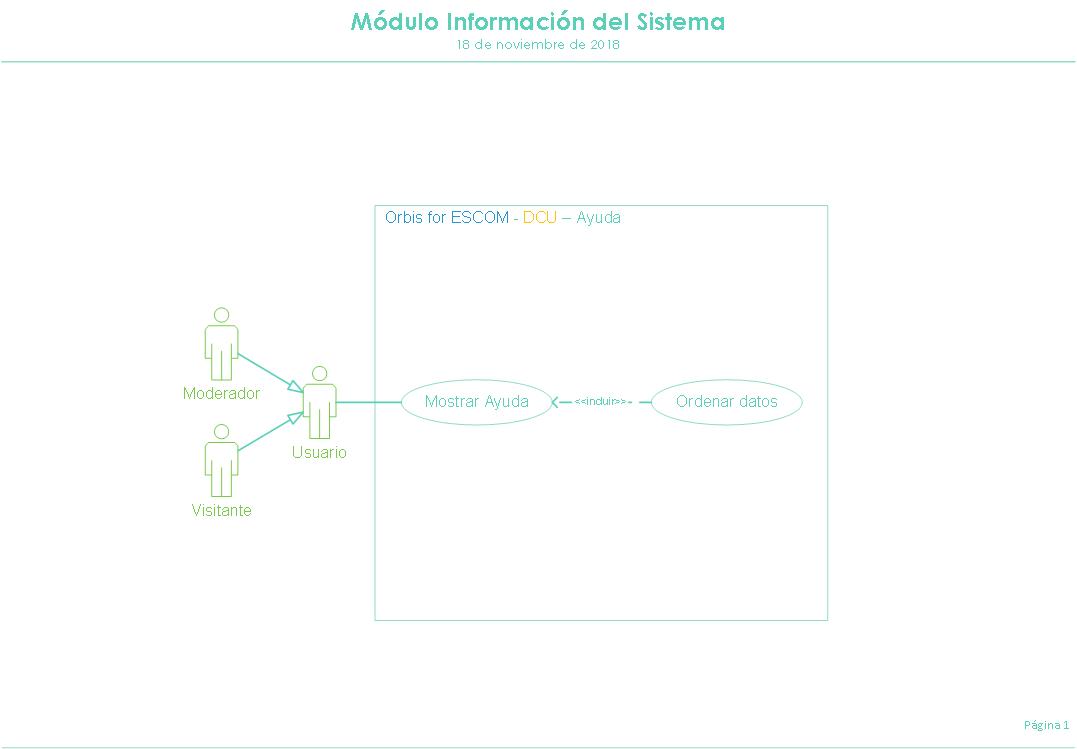 Módulo Información del Sistema
18 de noviembre de 2018
Orbis for ESCOM - DCU – Ayuda
Moderador
Usuario
Visitante
Mostrar Ayuda
<<incluir>>
Ordenar datos
Página 1